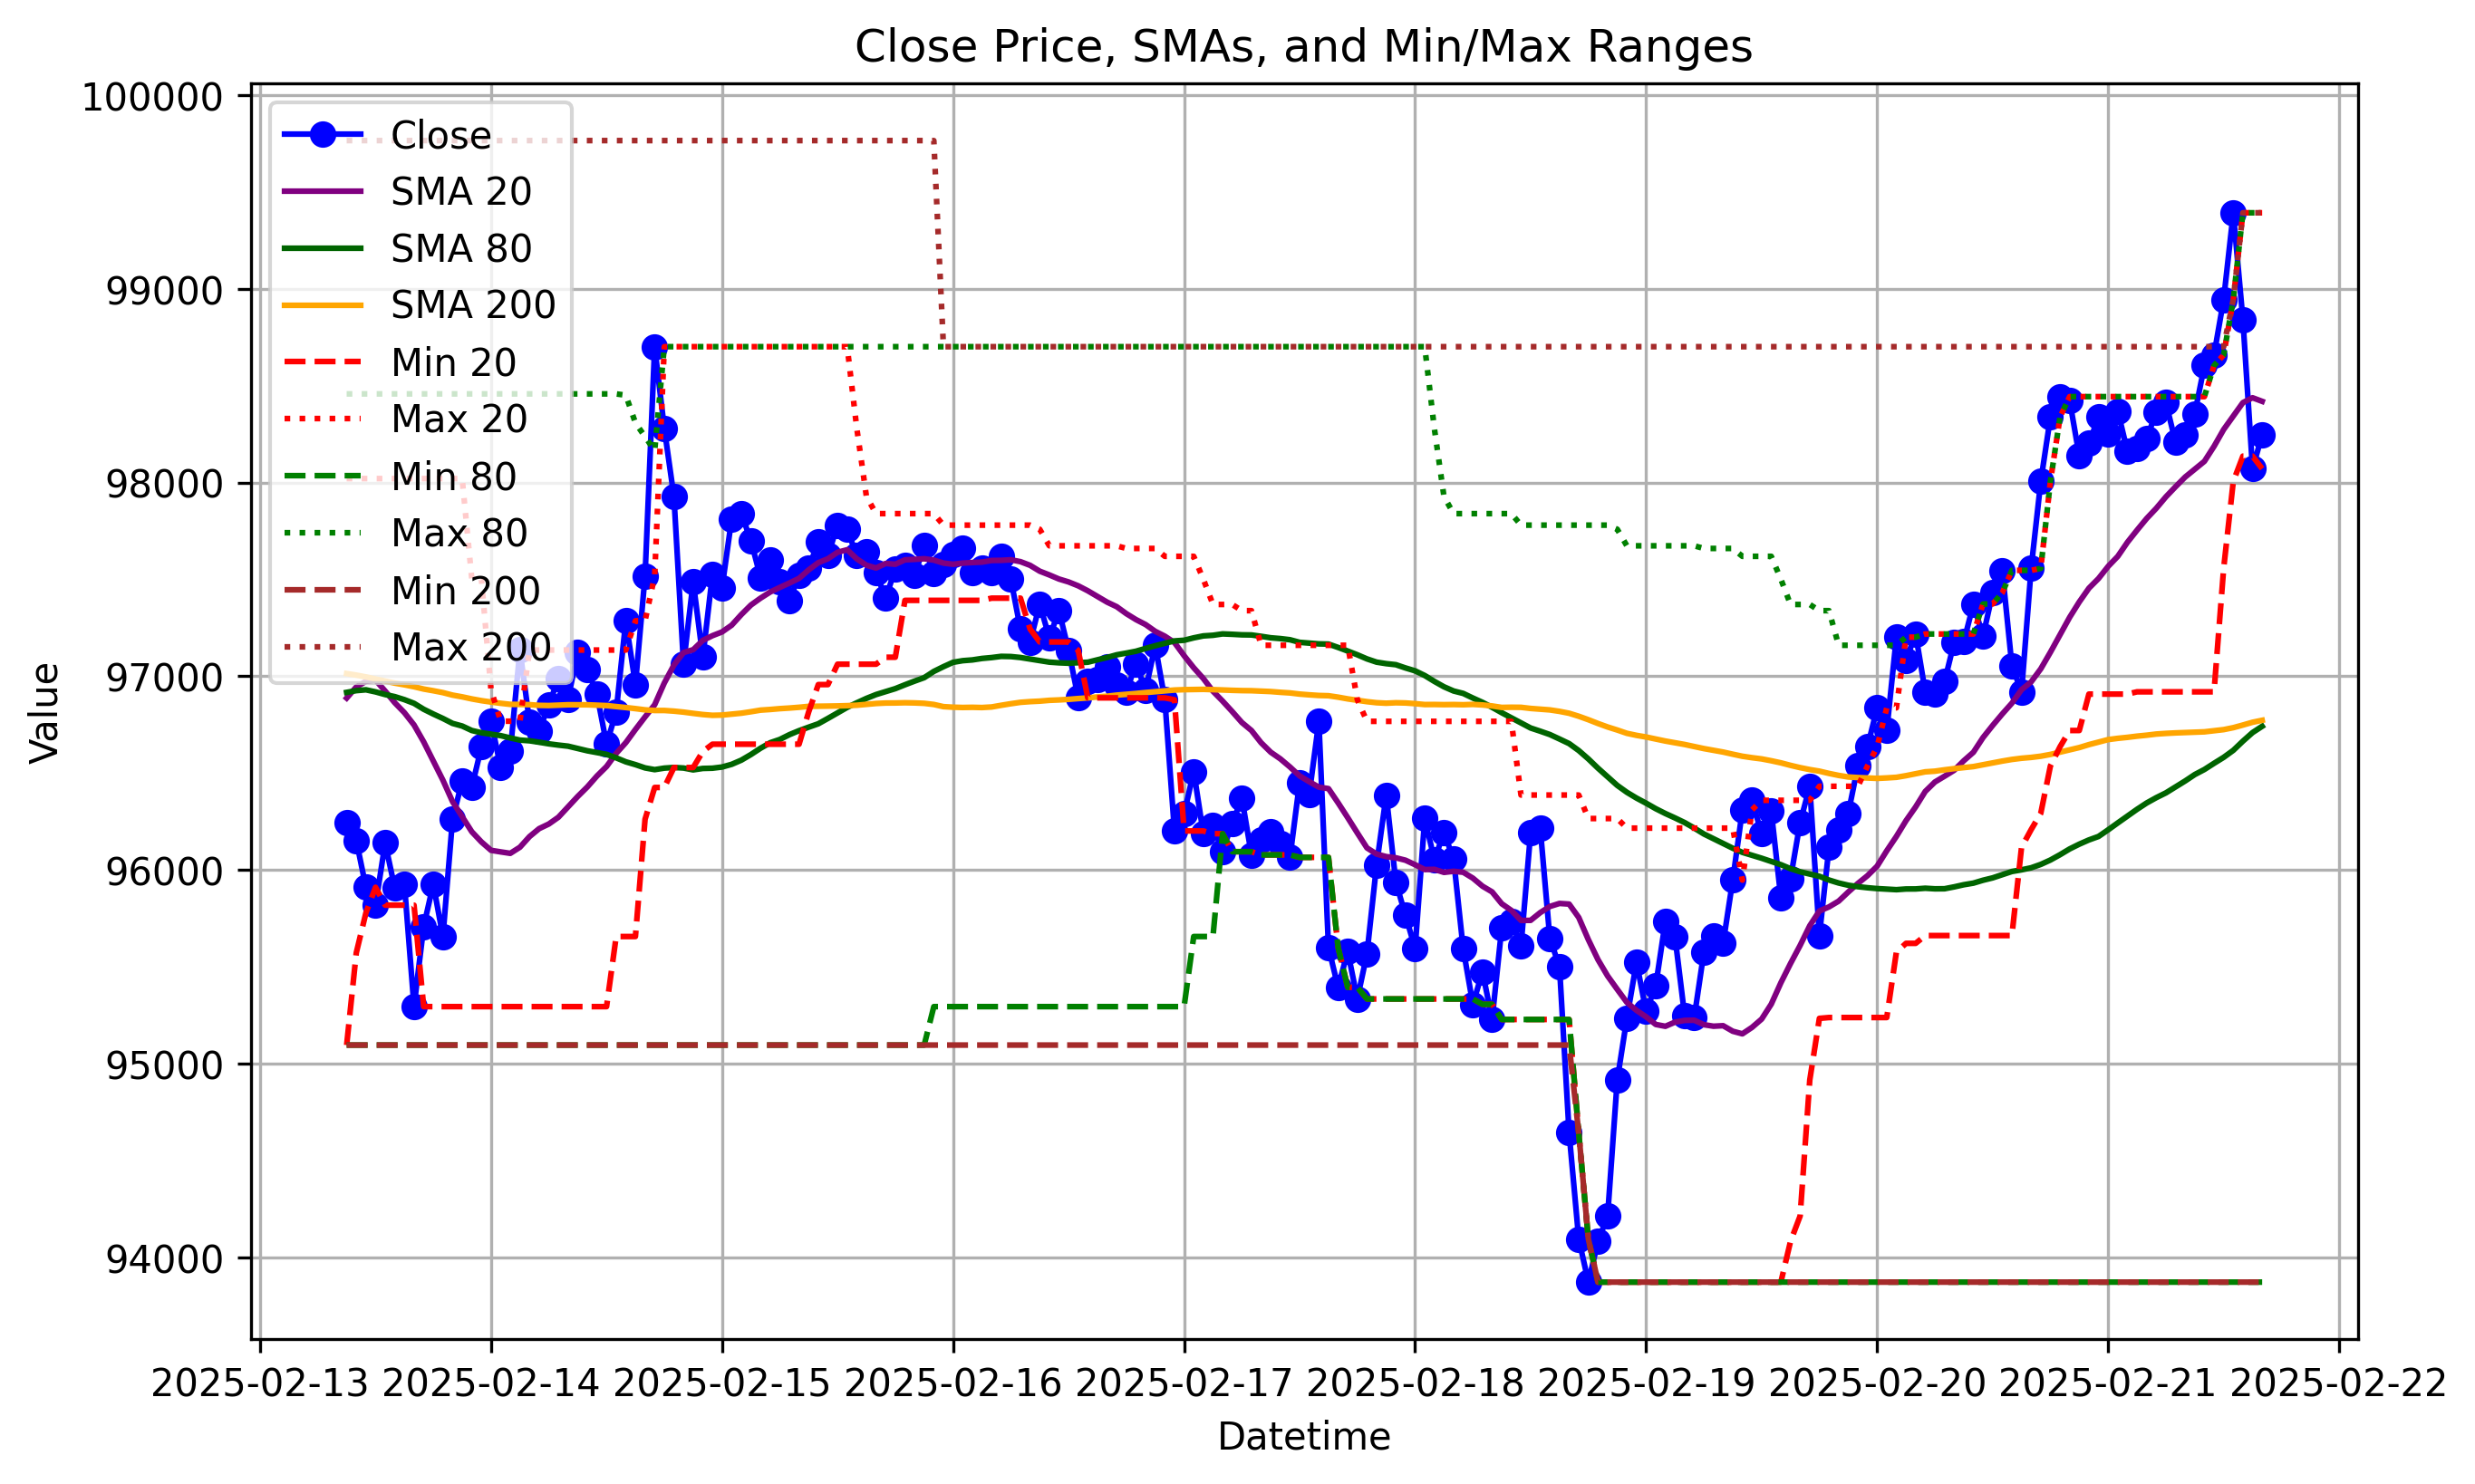 Close Price, SMAs, and Min/Max Ranges
100000
99000
98000
97000
96000
95000
94000
Value
Close
SMA 20
SMA 80
SMA 200
Min 20
Max 20
Min 80
Max 80
Min 200
Max 200
2025-02-13 2025-02-14 2025-02-15 2025-02-16 2025-02-17 2025-02-18 2025-02-19 2025-02-20 2025-02-21 2025-02-22
Datetime